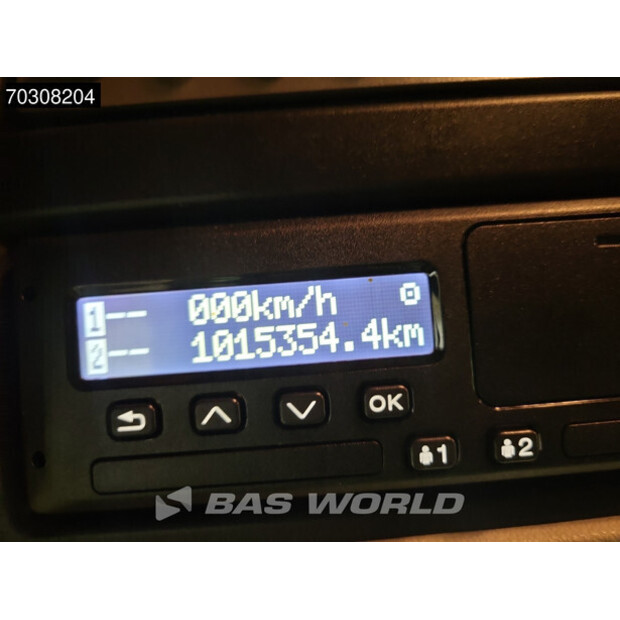 70308204
1-- 000km/h
2-- 1015354.4km
OK
1 2
BAS WORLD